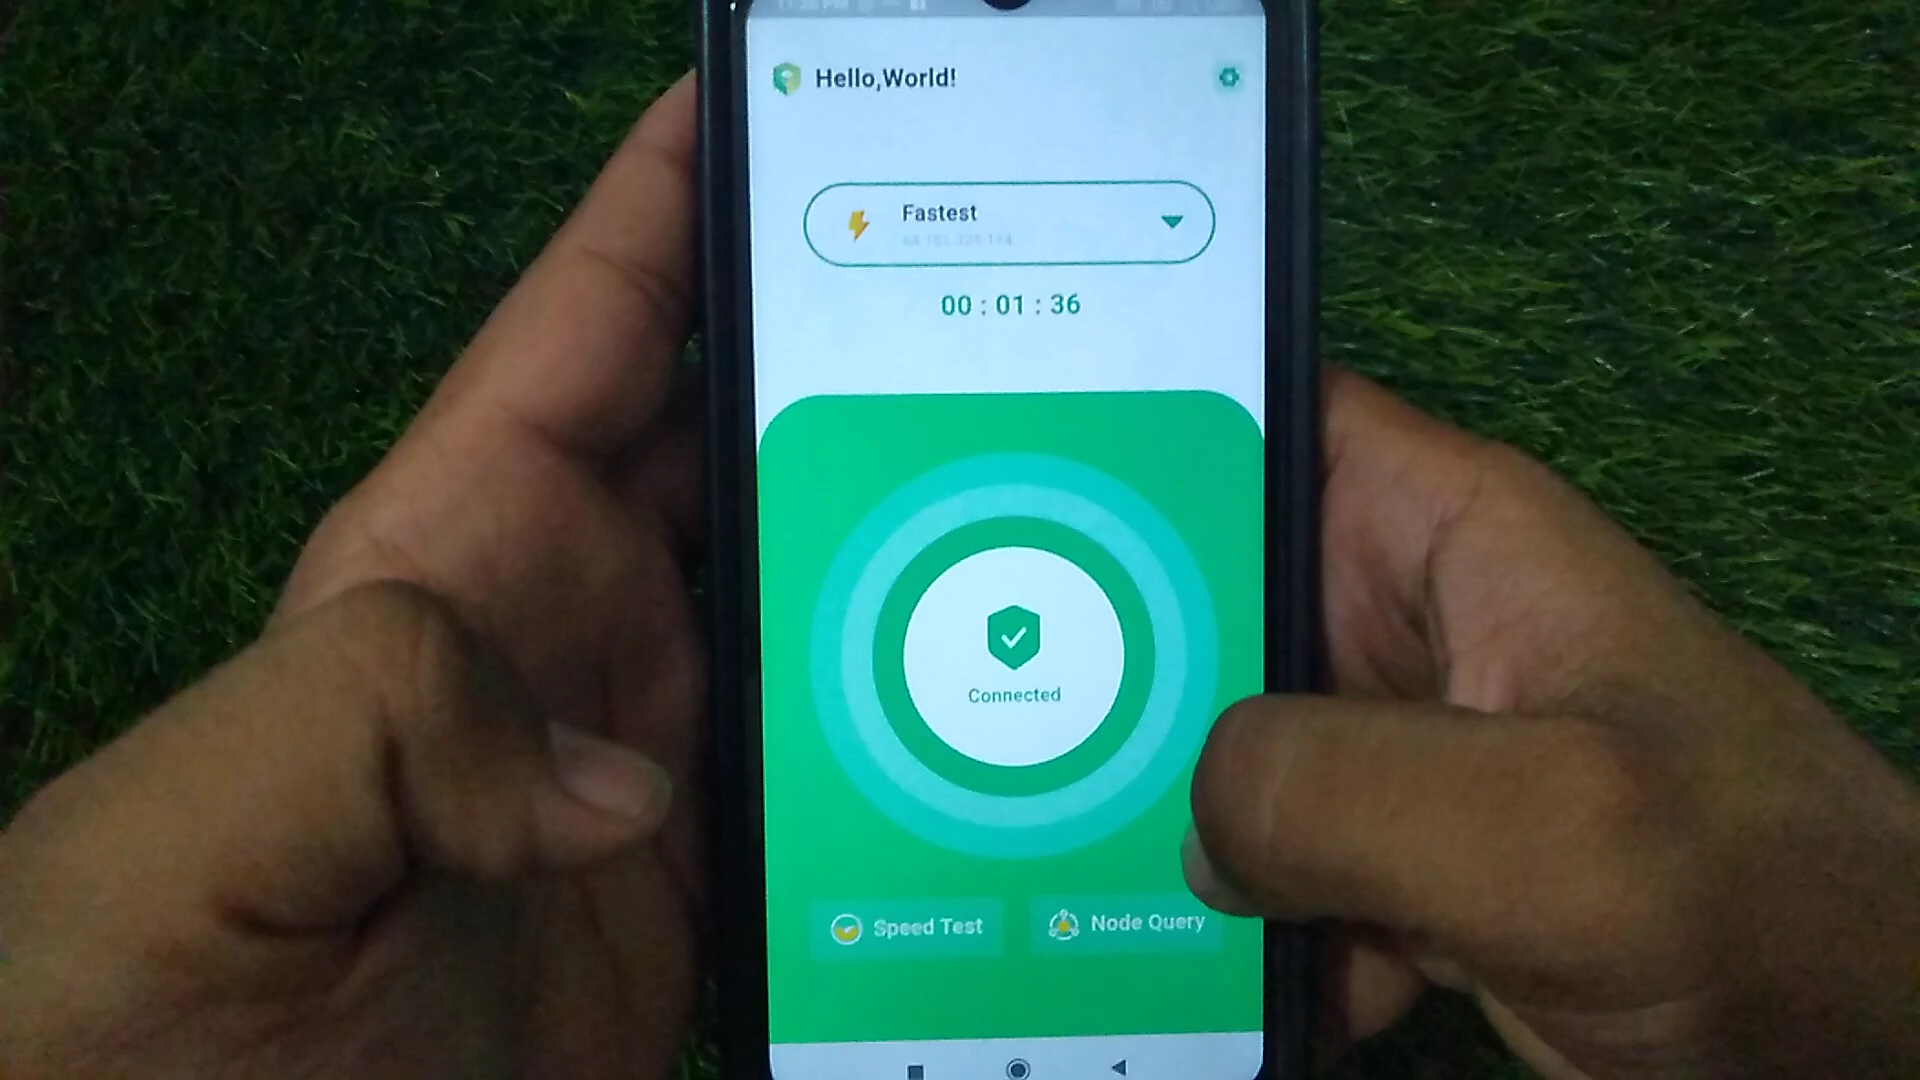 Hello,World!
Fastest
00 : 01 : 36
Connected
Speed Test
Node Query